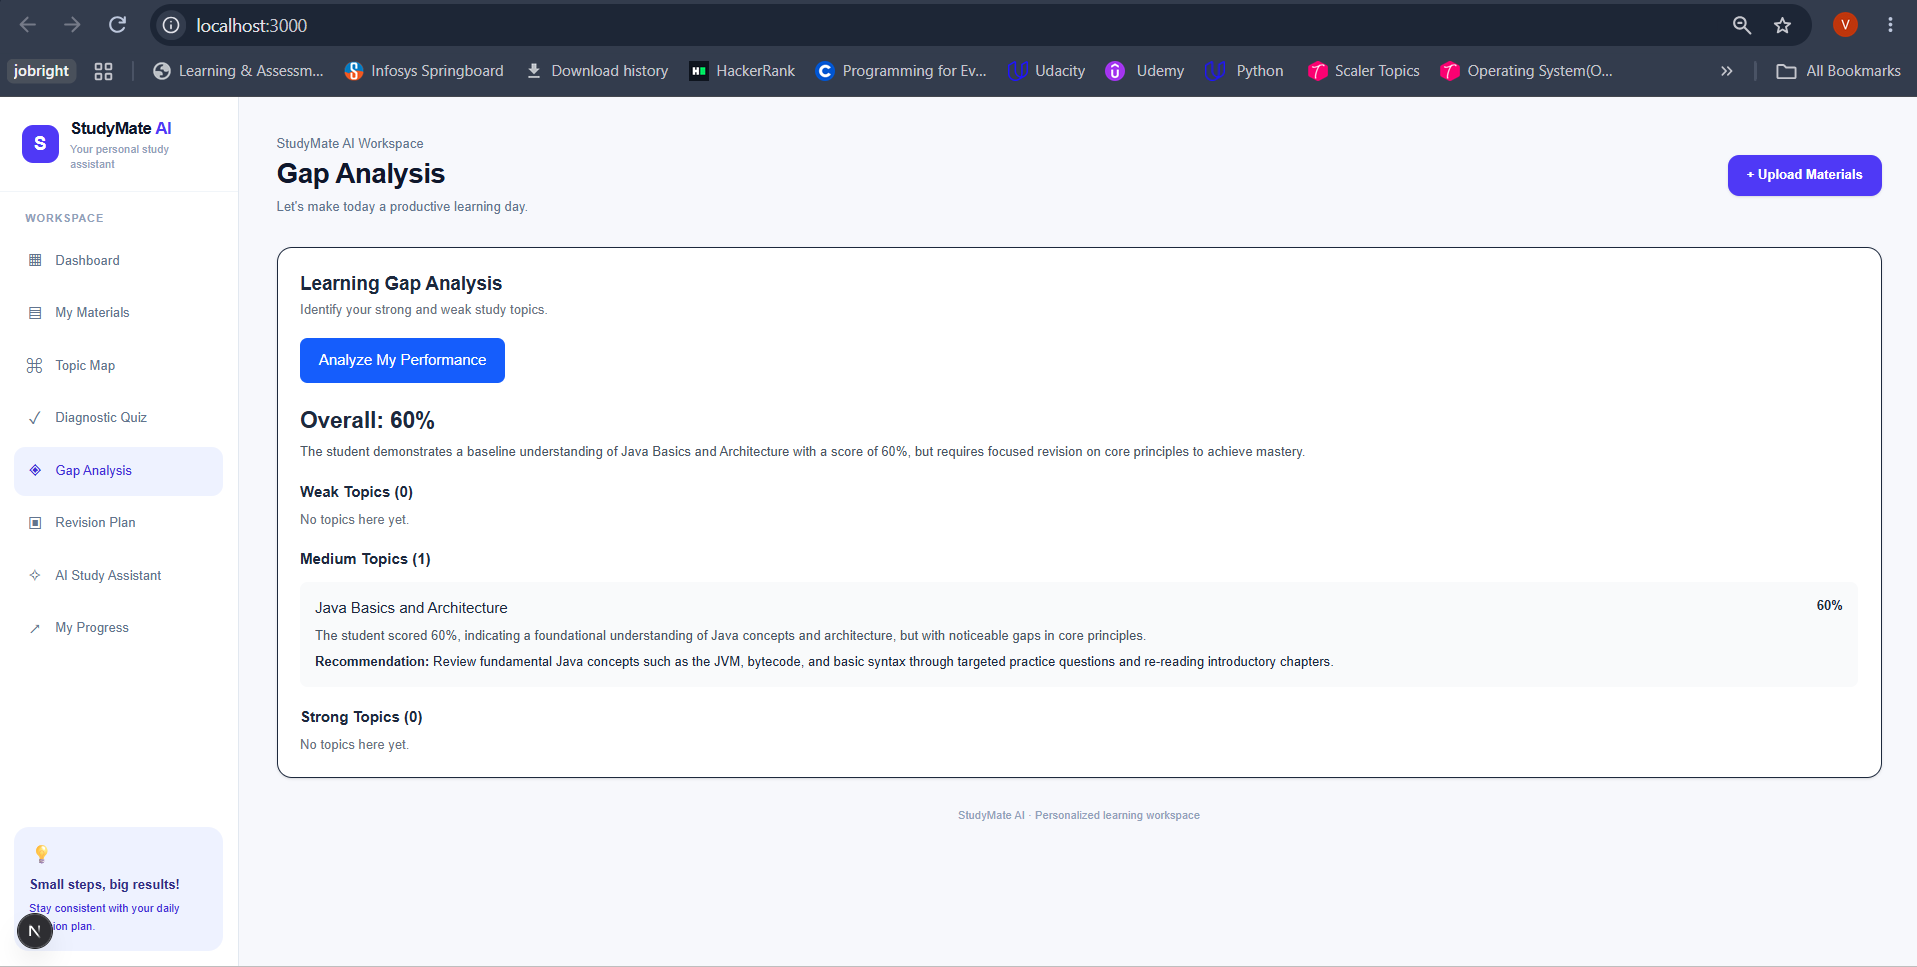 localhost:3000
V
jobright
Learning & Assessm...
Infosys Springboard
Download history
HackerRank
Programming for Ev...
Udacity
Udemy
Python
Scaler Topics
Operating System(O...
All Bookmarks
S
StudyMate AI
Your personal study
assistant
WORKSPACE
Dashboard
My Materials
Topic Map
Diagnostic Quiz
Gap Analysis
Revision Plan
AI Study Assistant
My Progress
Small steps, big results!
Stay consistent with your daily
ion plan.
N
StudyMate AI Workspace
Gap Analysis
Let's make today a productive learning day.
+ Upload Materials
Learning Gap Analysis
Identify your strong and weak study topics.
Analyze My Performance
Overall: 60%
The student demonstrates a baseline understanding of Java Basics and Architecture with a score of 60%, but requires focused revision on core principles to achieve mastery.
Weak Topics (0)
No topics here yet.
Medium Topics (1)
Java Basics and Architecture
60%
The student scored 60%, indicating a foundational understanding of Java concepts and architecture, but with noticeable gaps in core principles.
Recommendation: Review fundamental Java concepts such as the JVM, bytecode, and basic syntax through targeted practice questions and re-reading introductory chapters.
Strong Topics (0)
No topics here yet.
StudyMate AI · Personalized learning workspace